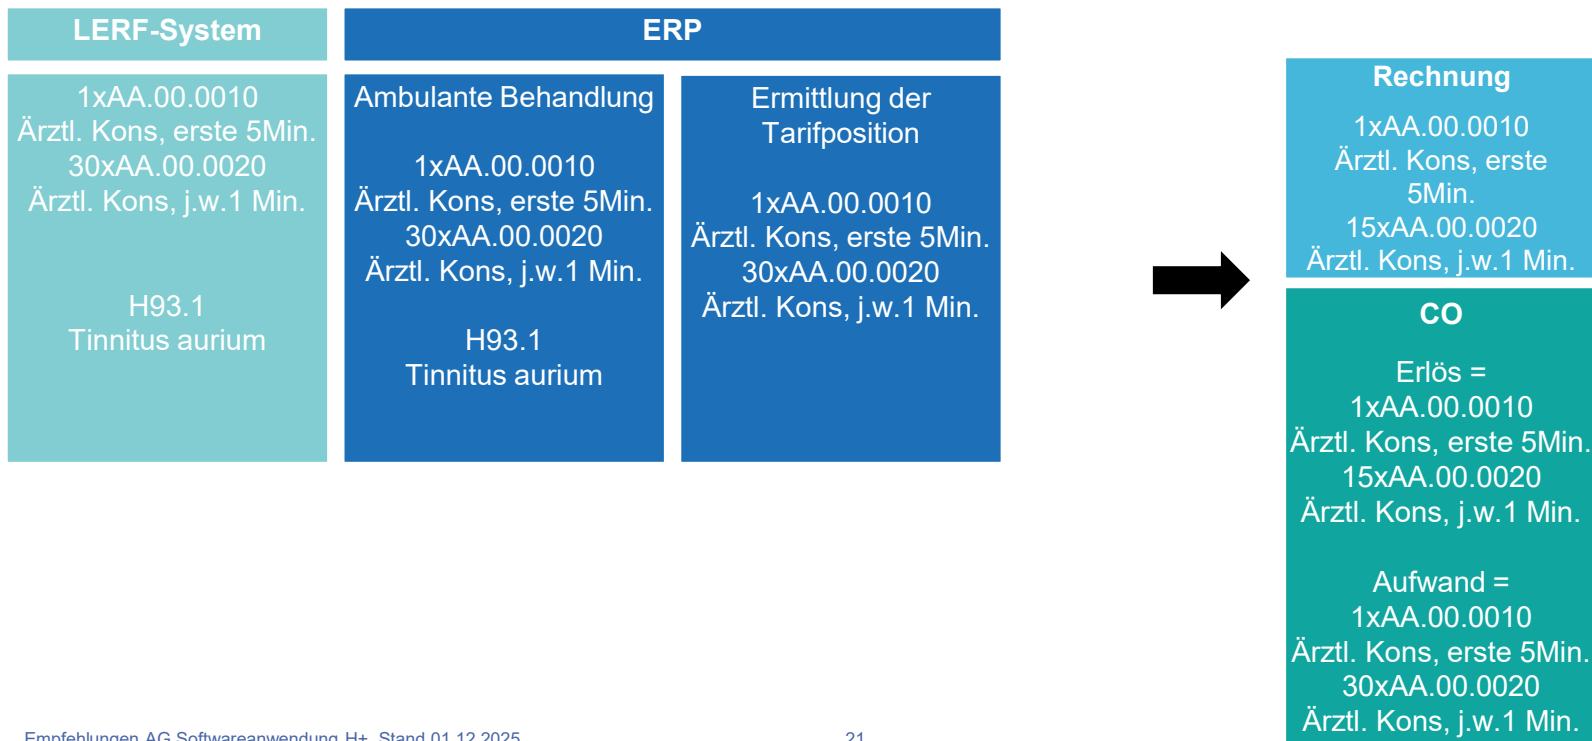 LERF-System
1xAA.00.0010
Ärztl. Kons, erste 5Min.
30xAA.00.0020
Ärztl. Kons, j.w.1 Min.
H93.1
Tinnitus aurium
ERP
Ambulante Behandlung
1xAA.00.0010
Ärztl. Kons, erste 5Min.
30xAA.00.0020
Ärztl. Kons, j.w.1 Min.
H93.1
Tinnitus aurium
Ermittlung der
Tarifposition
1xAA.00.0010
Ärztl. Kons, erste 5Min.
30xAA.00.0020
Ärztl. Kons, j.w.1 Min.
Rechnung
1xAA.00.0010
Ärztl. Kons, erste
5Min.
15xAA.00.0020
Ärztl. Kons, j.w.1 Min.
CO
Erlös =
1xAA.00.0010
Ärztl. Kons, erste 5Min.
15xAA.00.0020
Ärztl. Kons, j.w.1 Min.
Aufwand =
1xAA.00.0010
Ärztl. Kons, erste 5Min.
30xAA.00.0020
Ärztl. Kons, j.w.1 Min.
Empfehlungen AG Softwareanwendung H+, Stand 01.12.2025
21